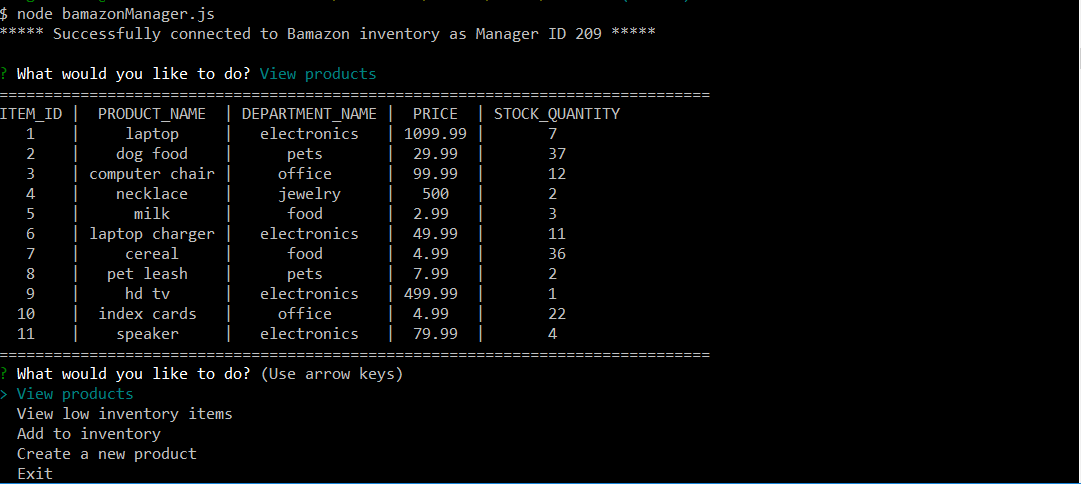 $ node bamazonManager.js
***** Successfully connected to Bamazon inventory as Manager ID 209 *****
? What would you like to do? View products
===============================================================================
ITEM_ID | PRODUCT_NAME | DEPARTMENT_NAME | PRICE | STOCK_QUANTITY
1 | laptop | electronics | 1099.99 | 7
2 | dog food | pets | 29.99 | 37
3 | computer chair | office | 99.99 | 12
4 | necklace | jewelry | 500 | 2
5 | milk | food | 2.99 | 3
6 | laptop charger | electronics | 49.99 | 11
7 | cereal | food | 4.99 | 36
8 | pet leash | pets | 7.99 | 2
9 | hd tv | electronics | 499.99 | 1
10 | index cards | office | 4.99 | 22
11 | speaker | electronics | 79.99 | 4
===============================================================================
? What would you like to do? (Use arrow keys)
> View products
View low inventory items
Add to inventory
Create a new product
Exit